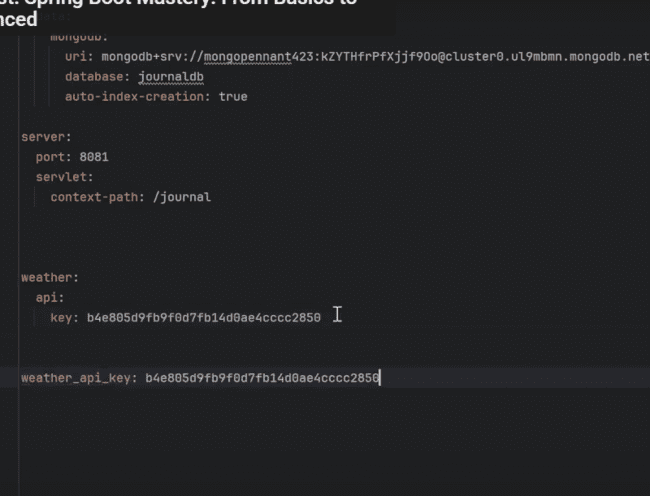 st: Spring Boot Mastery: From Basics to
nced
mongodb:
uri: mongodb+srv://mongopennant423:kZYTHfrPfXjjf9Oo@cluster0.ul9mbmn.mongodb.net
database: journaldb
auto-index-creation: true
server:
port: 8081
servlet:
context-path: /journal
weather:
api:
key: b4e805d9fb9f0d7fb14d0ae4cccc2850
weather_api_key: b4e805d9fb9f0d7fb14d0ae4cccc2850